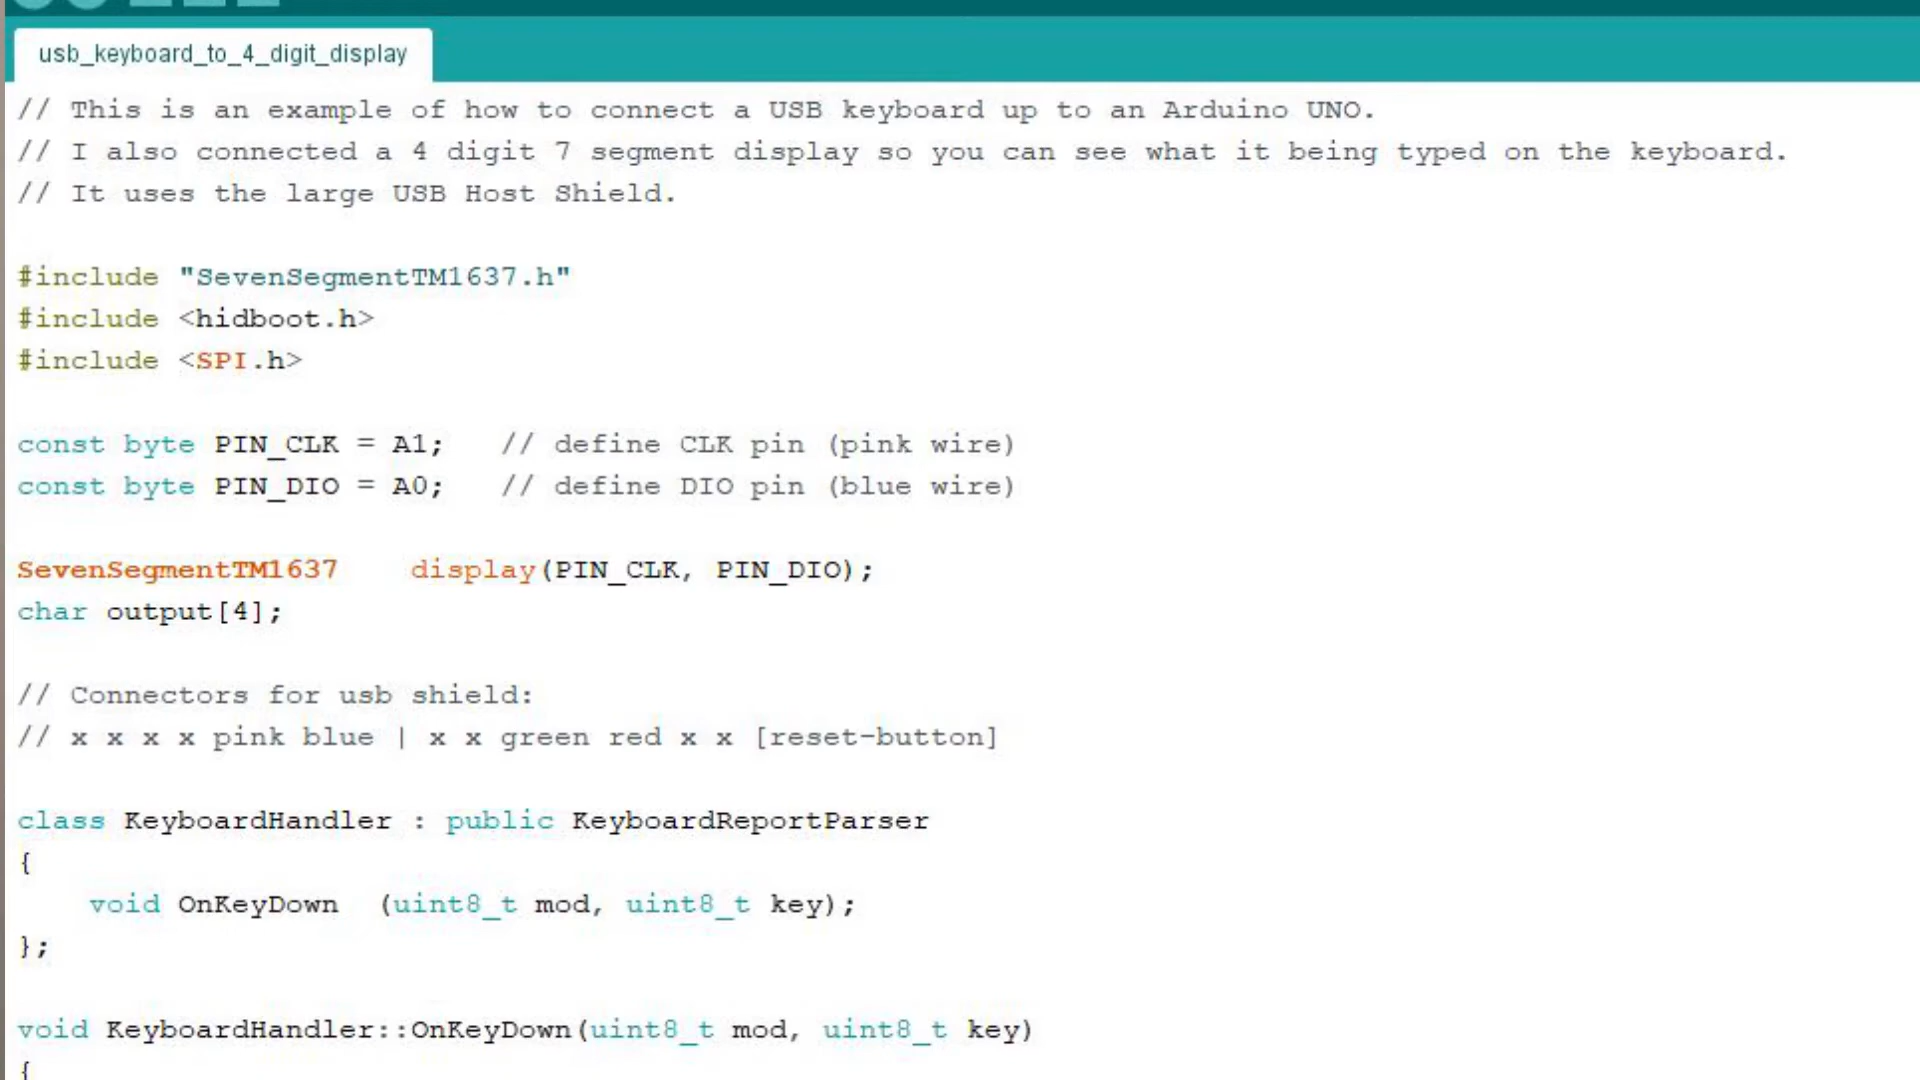 usb_keyboard_to_4_digit_display
// This is an example of how to connect a USB keyboard up to an Arduino UNO.
// I also connected a 4 digit 7 segment display so you can see what it being typed on the keyboard.
// It uses the large USB Host Shield.
#include "SevenSegmentTM1637.h"
#include <hidboot.h>
#include <SPI.h>
const byte PIN_CLK = A1;   // define CLK pin (pink wire)
const byte PIN_DIO = A0;   // define DIO pin (blue wire)
SevenSegmentTM1637    display(PIN_CLK, PIN_DIO);
char output[4];
// Connectors for usb shield:
// x x x x pink blue | x x green red x x [reset-button]
class KeyboardHandler : public KeyboardReportParser
{
    void OnKeyDown  (uint8_t mod, uint8_t key);
};
void KeyboardHandler::OnKeyDown(uint8_t mod, uint8_t key)
{